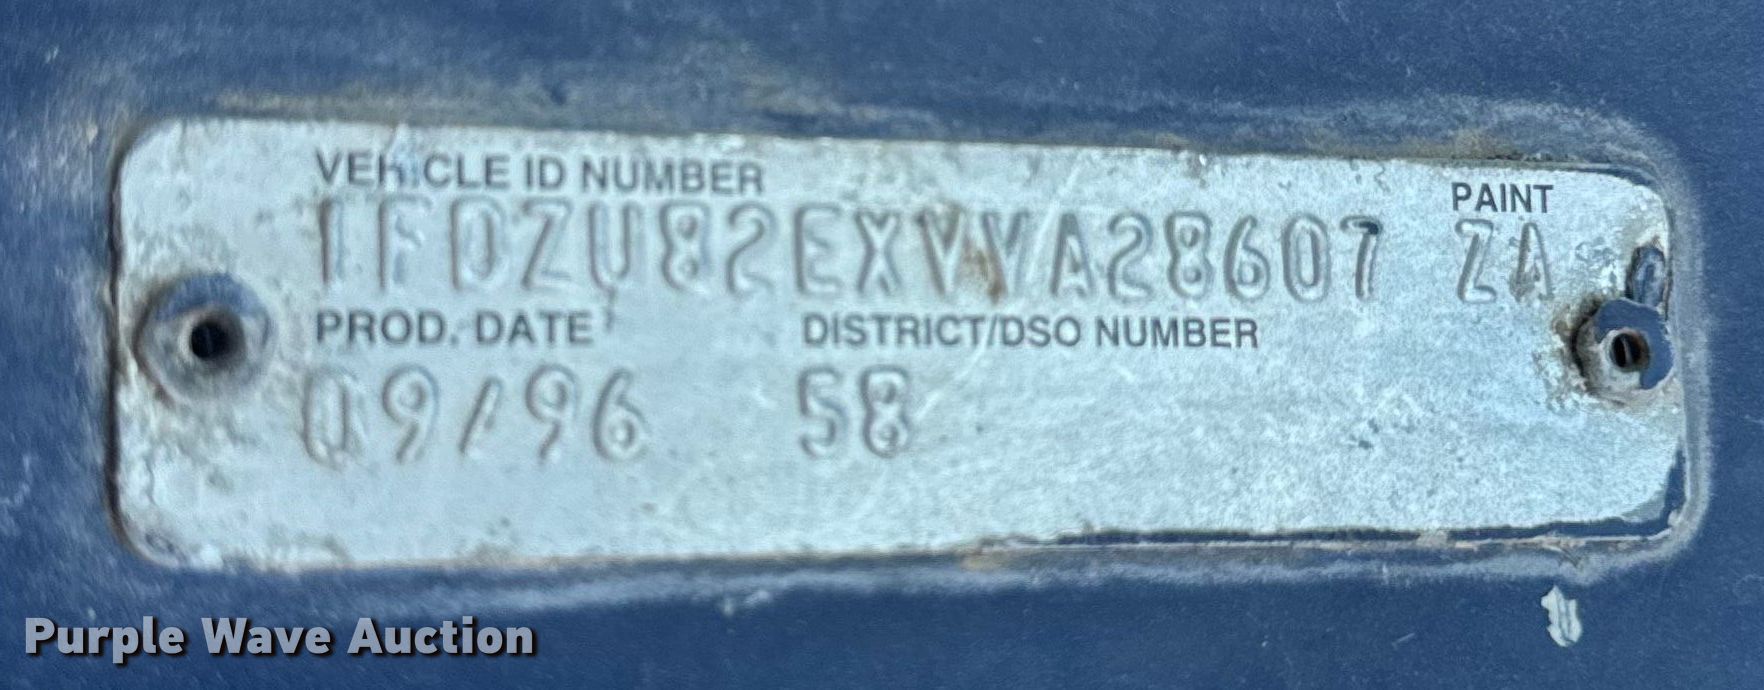 VEHICLE ID NUMBER
PAINT
1FDZU82EXVVA28607 ZA
PROD. DATE DISTRICT/DSO NUMBER
09/96 58
Purple Wave Auction